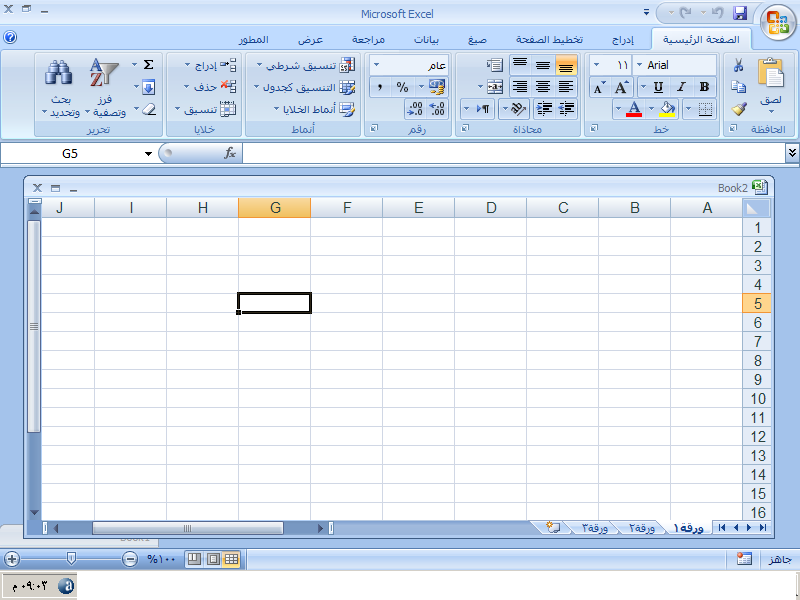 Microsoft Excel
الصفحة الرئيسية إدراج تخطيط الصفحة صيغ بيانات مراجعة عرض المطور
Arial ١١ عام تنسيق شرطي إدراج Σ
التنسيق كجدول حذف
B I U % ,
لصق أنماط الخلايا تنسيق فرز وتصفية بحث وتحديد
الحافظة خط محاذاة رقم أنماط خلايا تحرير
G5 fx
Book2
A B C D E F G H I J
1
2
3
4
5
6
7
8
9
10
11
12
13
14
15
16
ورقة١ ورقة٢ ورقة٣
Book1
جاهز %١٠٠
٠٩:٠٣ م